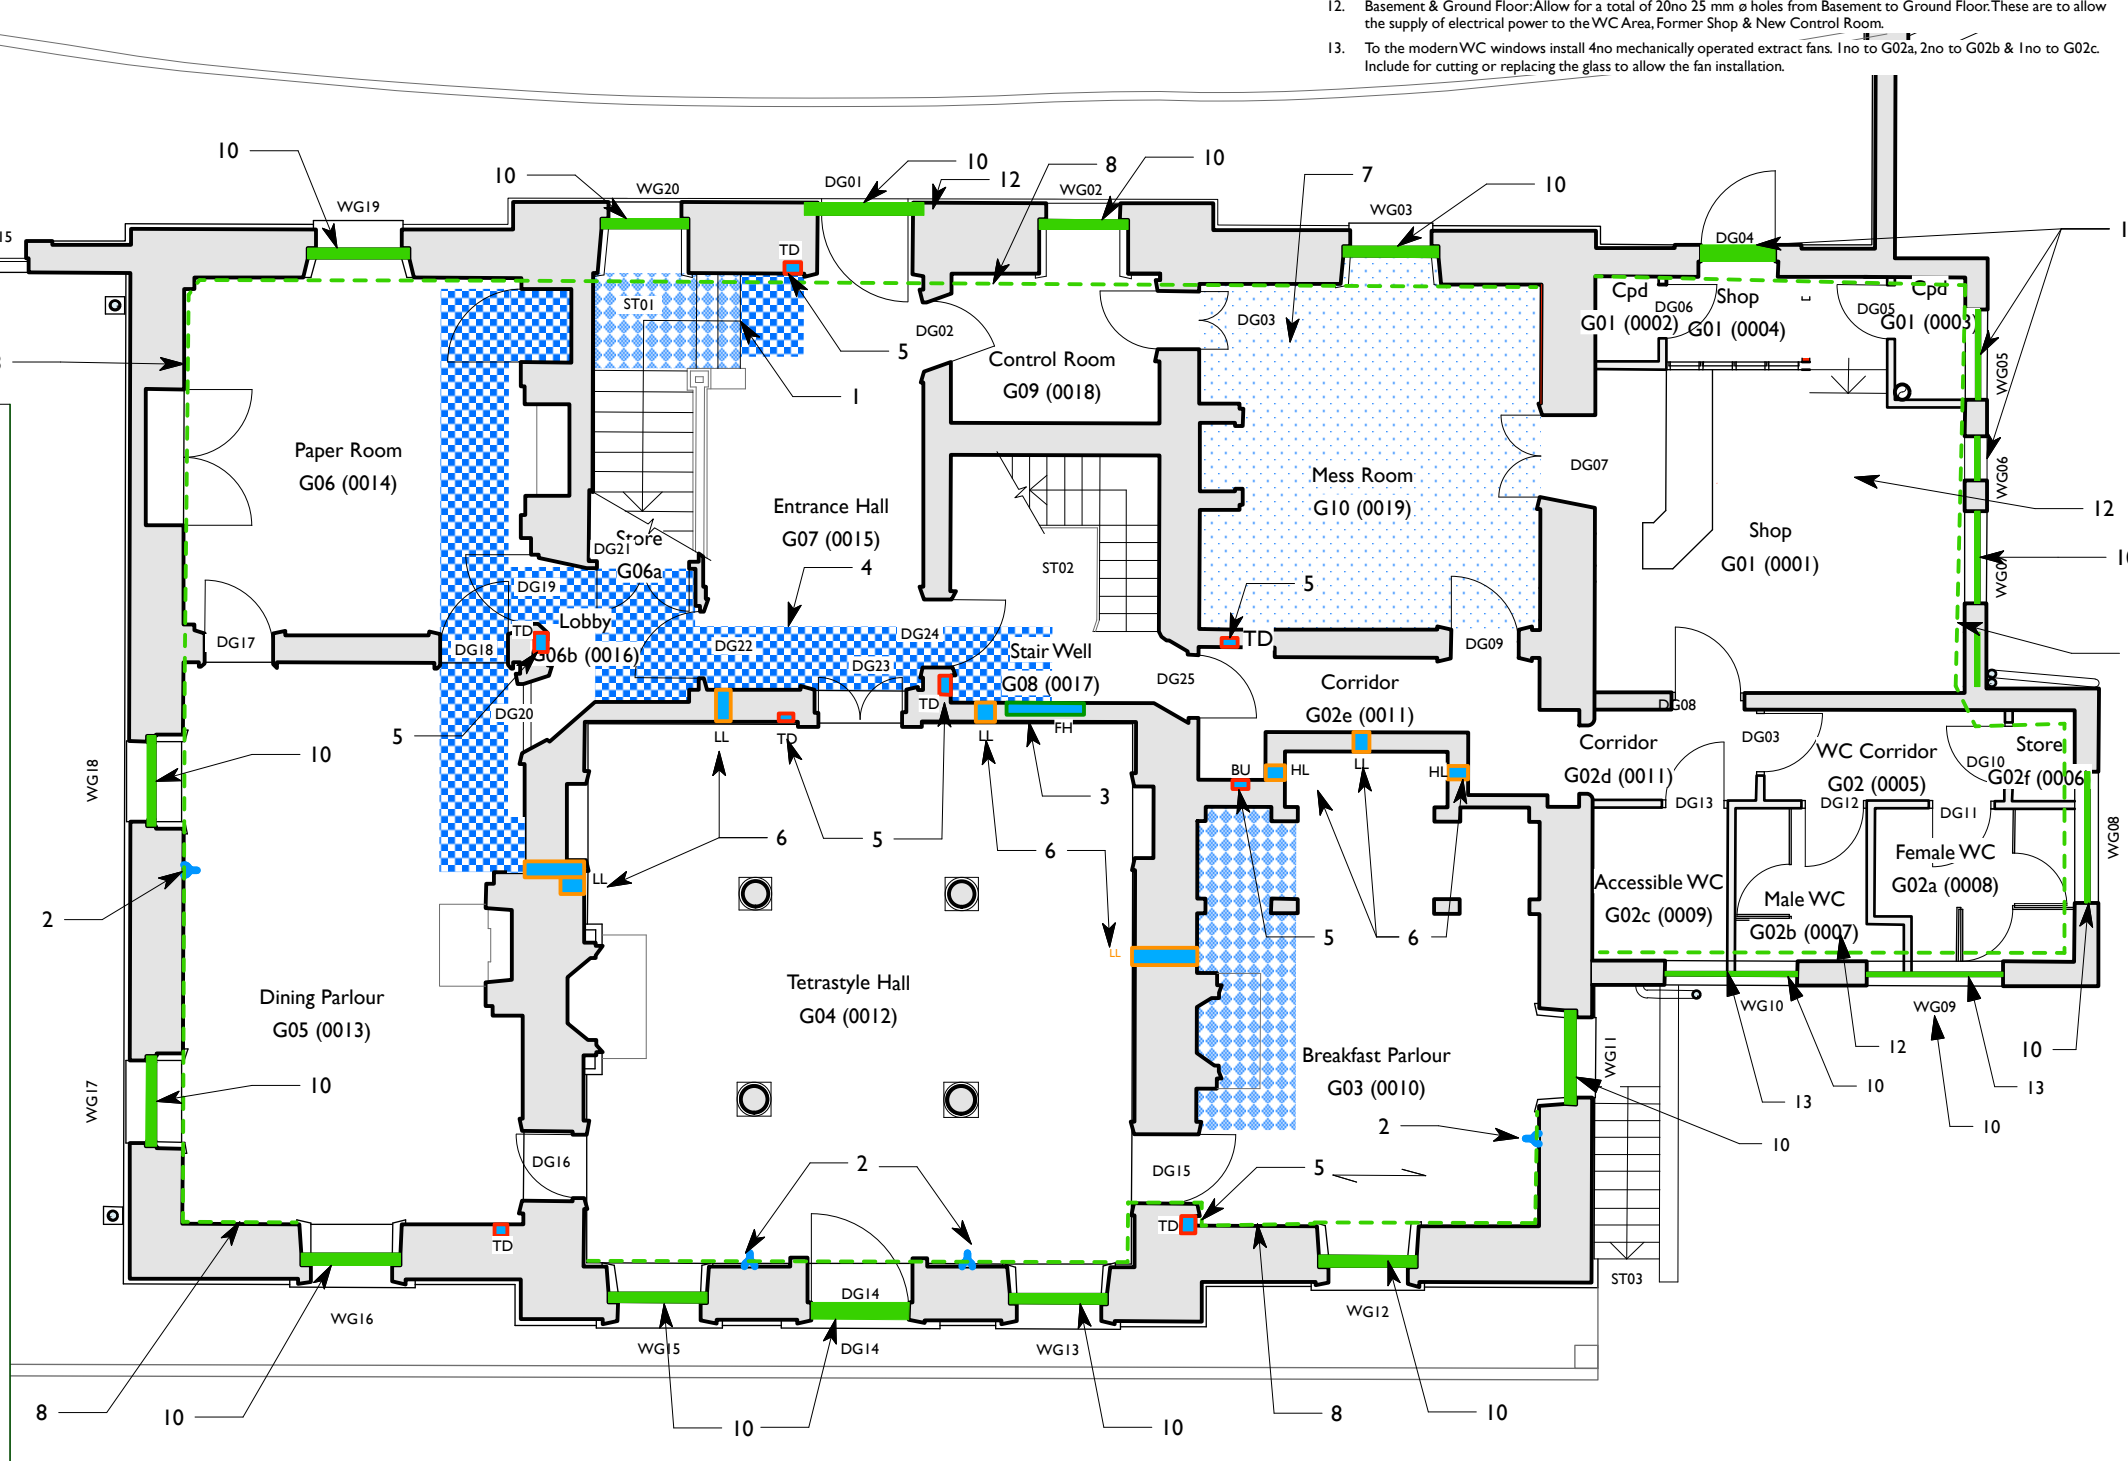 12. Basement & Ground Floor: Allow for a total of 20no 25 mm ø holes from Basement to Ground Floor. These are to allow
the supply of electrical power to the WC Area, Former Shop & New Control Room.
13. To the modern WC windows install 4no mechanically operated extract fans. 1no to G02a, 2no to G02b & 1no to G02c.
Include for cutting or replacing the glass to allow the fan installation.
10
WG19
10
WG20
DG01
10
12
8
WG02
10
7
WG03
10
DG04
15
TD
ST01
5
1
DG02
Control Room
G09 (0018)
DG03
Cpd
G01 (0002)
DG06
Shop
G01 (0004)
DG05
Cpd
G01 (0003)
WG05
WG06
Paper Room
G06 (0014)
Entrance Hall
G07 (0015)
4
Mess Room
G10 (0019)
DG07
Shop
G01 (0001)
12
DG21
Store
G06a
DG19
Lobby
G06b (0016)
TD
DG17
DG18
DG20
5
DG22
DG23
DG24
ST02
Stair Well
G08 (0017)
TD
5
TD
DG25
DG09
Corridor
G02e (0011)
DG08
Corridor
G02d (0011)
DG03
WC Corridor
G02 (0005)
DG10
Store
G02f (0006
LL
TD
LL
FH
3
BU
HL
LL
HL
DG13
DG12
DG11
WG08
WG18
10
6
5
6
LL
LL
2
5
6
Accessible WC
G02c (0009)
Male WC
G02b (0007)
Female WC
G02a (0008)
Dining Parlour
G05 (0013)
Tetrastyle Hall
G04 (0012)
Breakfast Parlour
G03 (0010)
WG10
WG09
WG11
12
10
10
13
13
10
10
WG17
10
DG16
2
DG15
5
2
TD
TD
ST03
WG16
WG15
DG14
DG14
WG13
WG12
8
10
10
10
8
10